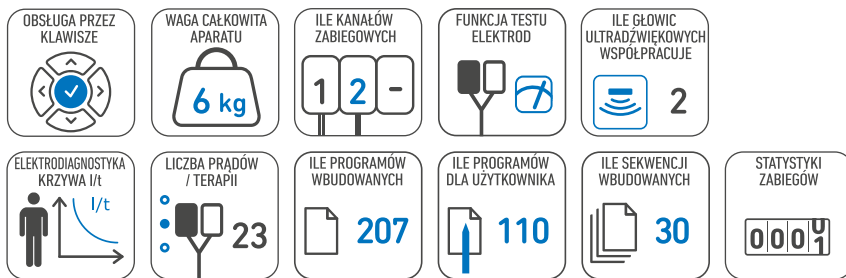 OBSŁUGA PRZEZ
KLAWISZE
WAGA CAŁKOWITA
APARATU
6 kg
ILE KANAŁÓW
ZABIEGOWYCH
1 2 -
FUNKCJA TESTU
ELEKTROD
ILE GŁOWIC
ULTRADŹWIĘKOWYCH
WSPÓŁPRACUJE
2
ELEKTRODIAGNOSTYKA
KRZYWA I/t
I/t
LICZBA PRĄDÓW
/ TERAPII
23
ILE PROGRAMÓW
WBUDOWANYCH
207
ILE PROGRAMÓW
DLA UŻYTKOWNIKA
110
ILE SEKWENCJI
WBUDOWANYCH
30
STATYSTYKI
ZABIEGÓW
0001